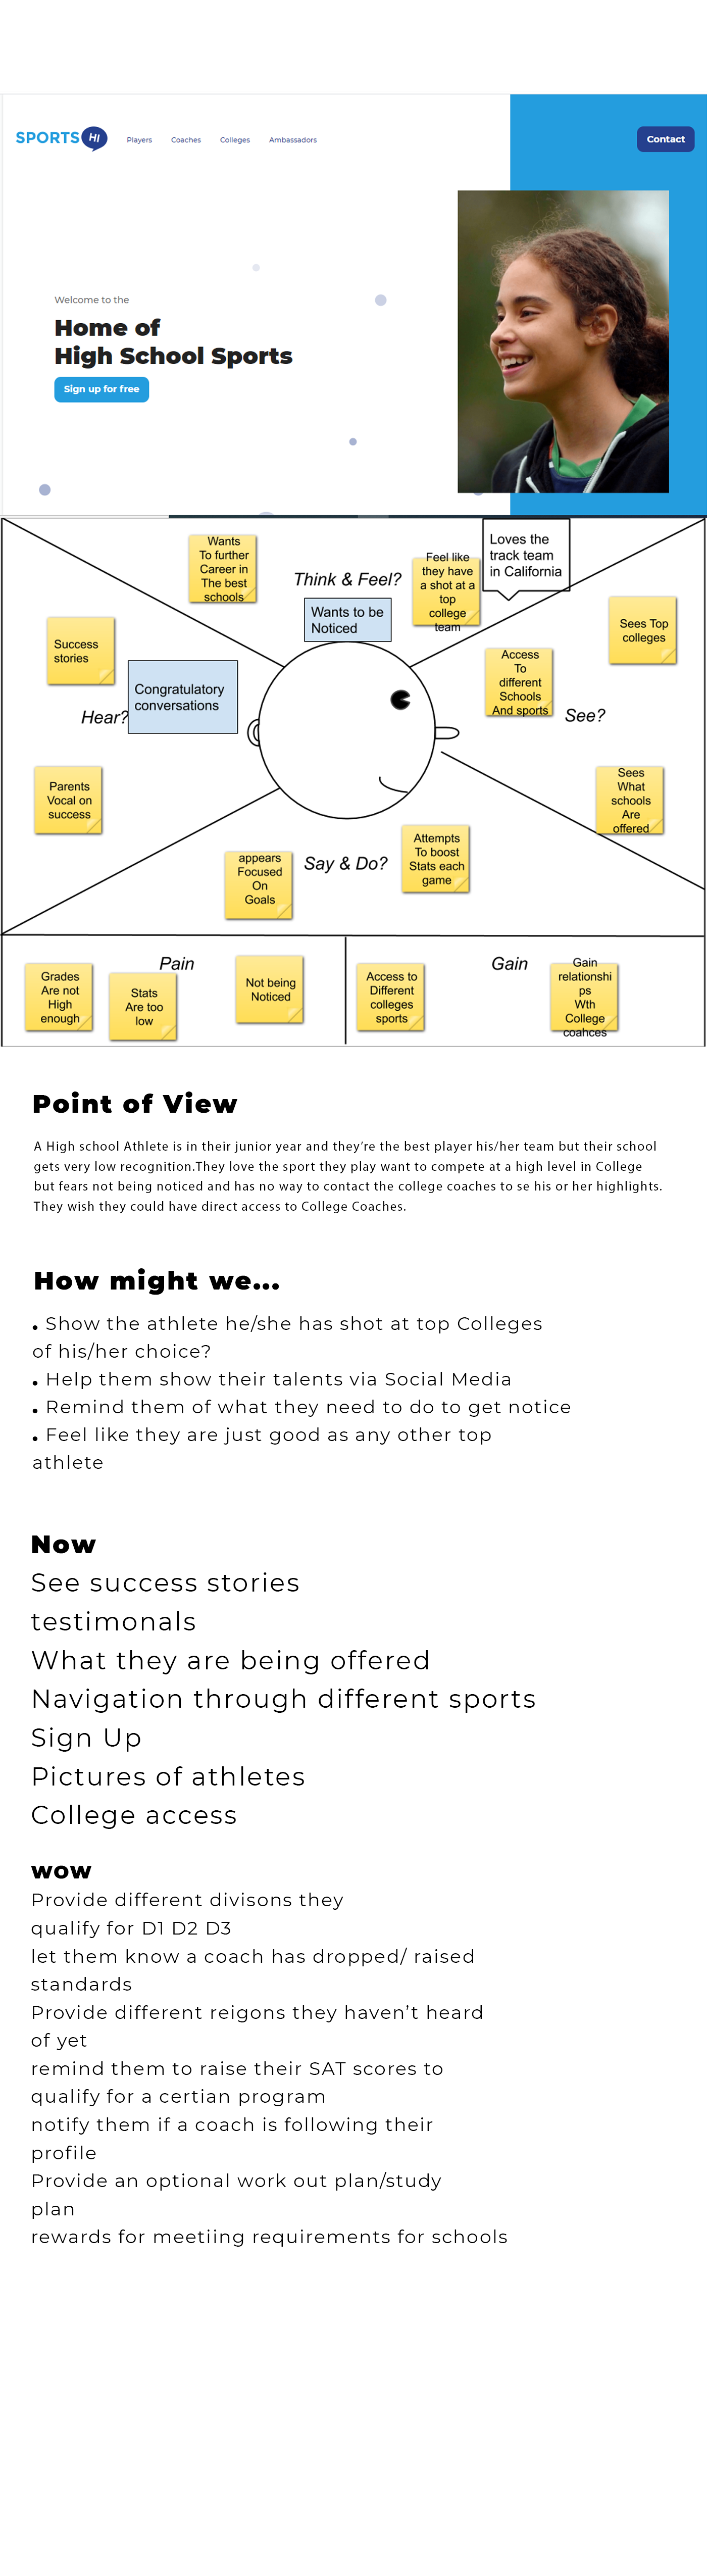 SPORTS HI
Players Coaches Colleges Ambassadors
Contact
Welcome to the
Home of
High School Sports
Sign up for free
Wants
To further
Career in
The best
schools
Think & Feel?
Wants to be
Noticed
Feel like
they have
a shot at a
top
college
team
Loves the
track team
in California
Success
stories
Congratulatory
conversations
Hear?
Parents
Vocal on
success
Access
To
different
Schools
And sports
See?
Sees Top
colleges
Sees
What
schools
Are
offered
appears
Focused
On
Goals
Say & Do?
Attempts
To boost
Stats each
game
Pain
Grades
Are not
High
enough
Stats
Are too
low
Not being
Noticed
Gain
Access to
Different
colleges
sports
Gain
relationshi
ps
Wth
College
coahces
Point of View
A High school Athlete is in their junior year and they’re the best player his/her team but their school
gets very low recognition.They love the sport they play want to compete at a high level in College
but fears not being noticed and has no way to contact the college coaches to se his or her highlights.
They wish they could have direct access to College Coaches.
How might we...
• Show the athlete he/she has shot at top Colleges
of his/her choice?
• Help them show their talents via Social Media
• Remind them of what they need to do to get notice
• Feel like they are just good as any other top
athlete
Now
See success stories
testimonals
What they are being offered
Navigation through different sports
Sign Up
Pictures of athletes
College access
wow
Provide different divisons they
qualify for D1 D2 D3
let them know a coach has dropped/ raised
standards
Provide different reigons they haven’t heard
of yet
remind them to raise their SAT scores to
qualify for a certian program
notify them if a coach is following their
profile
Provide an optional work out plan/study
plan
rewards for meetiing requirements for schools